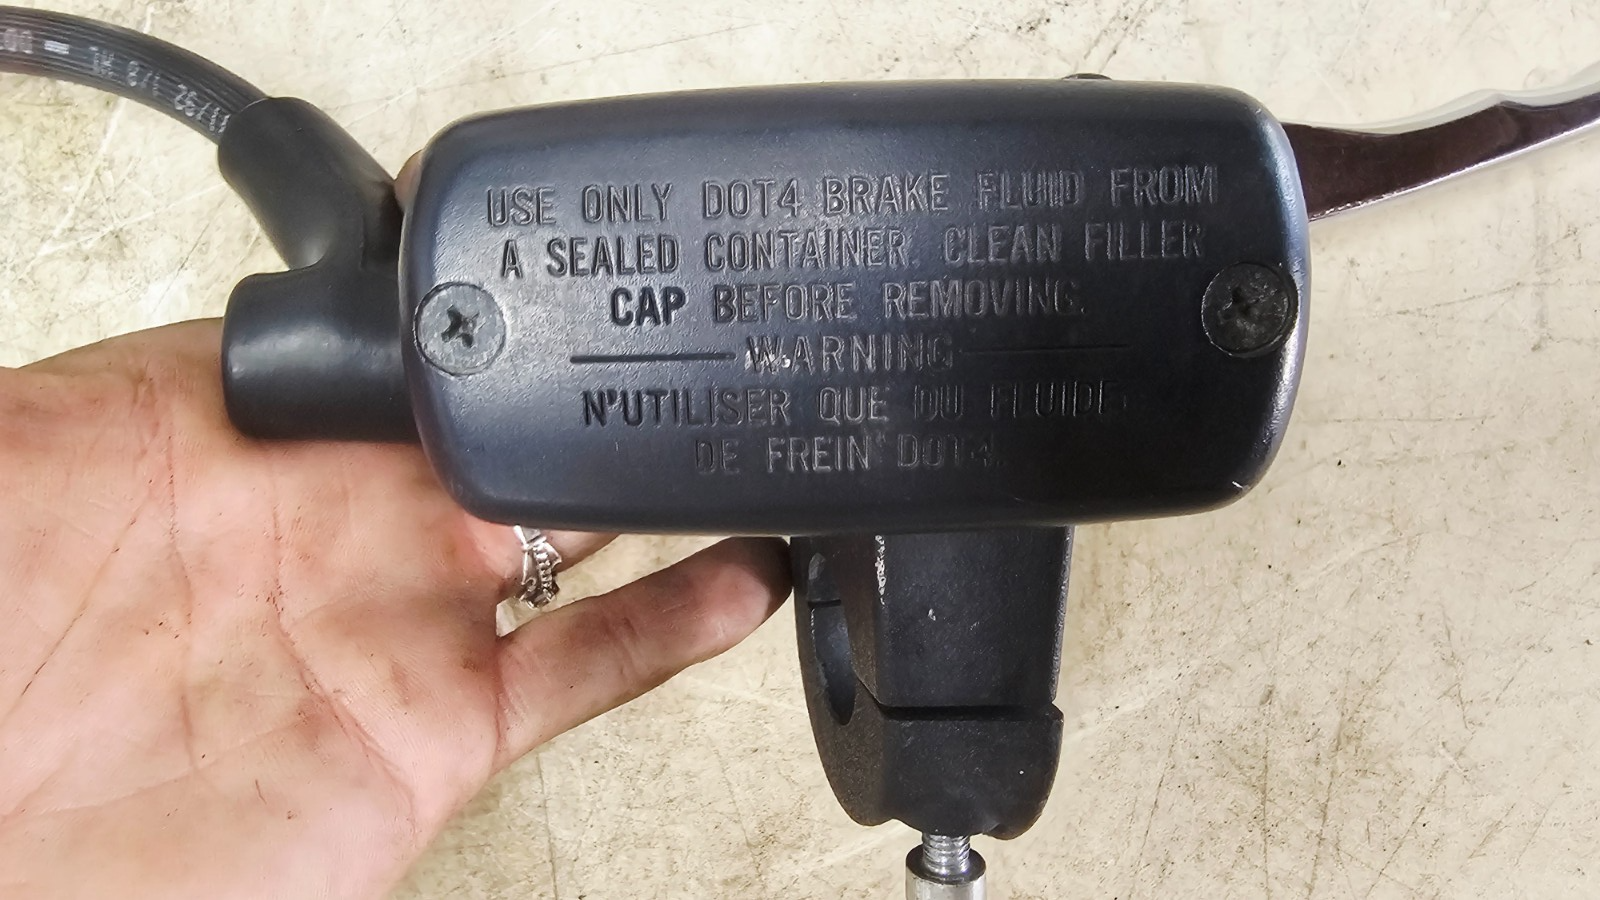 USE ONLY DOT4 BRAKE FLUID FROM
A SEALED CONTAINER. CLEAN FILLER
CAP BEFORE REMOVING.
WARNING
N'UTILISER QUE DU FLUIDE
DE FREIN DOT4.